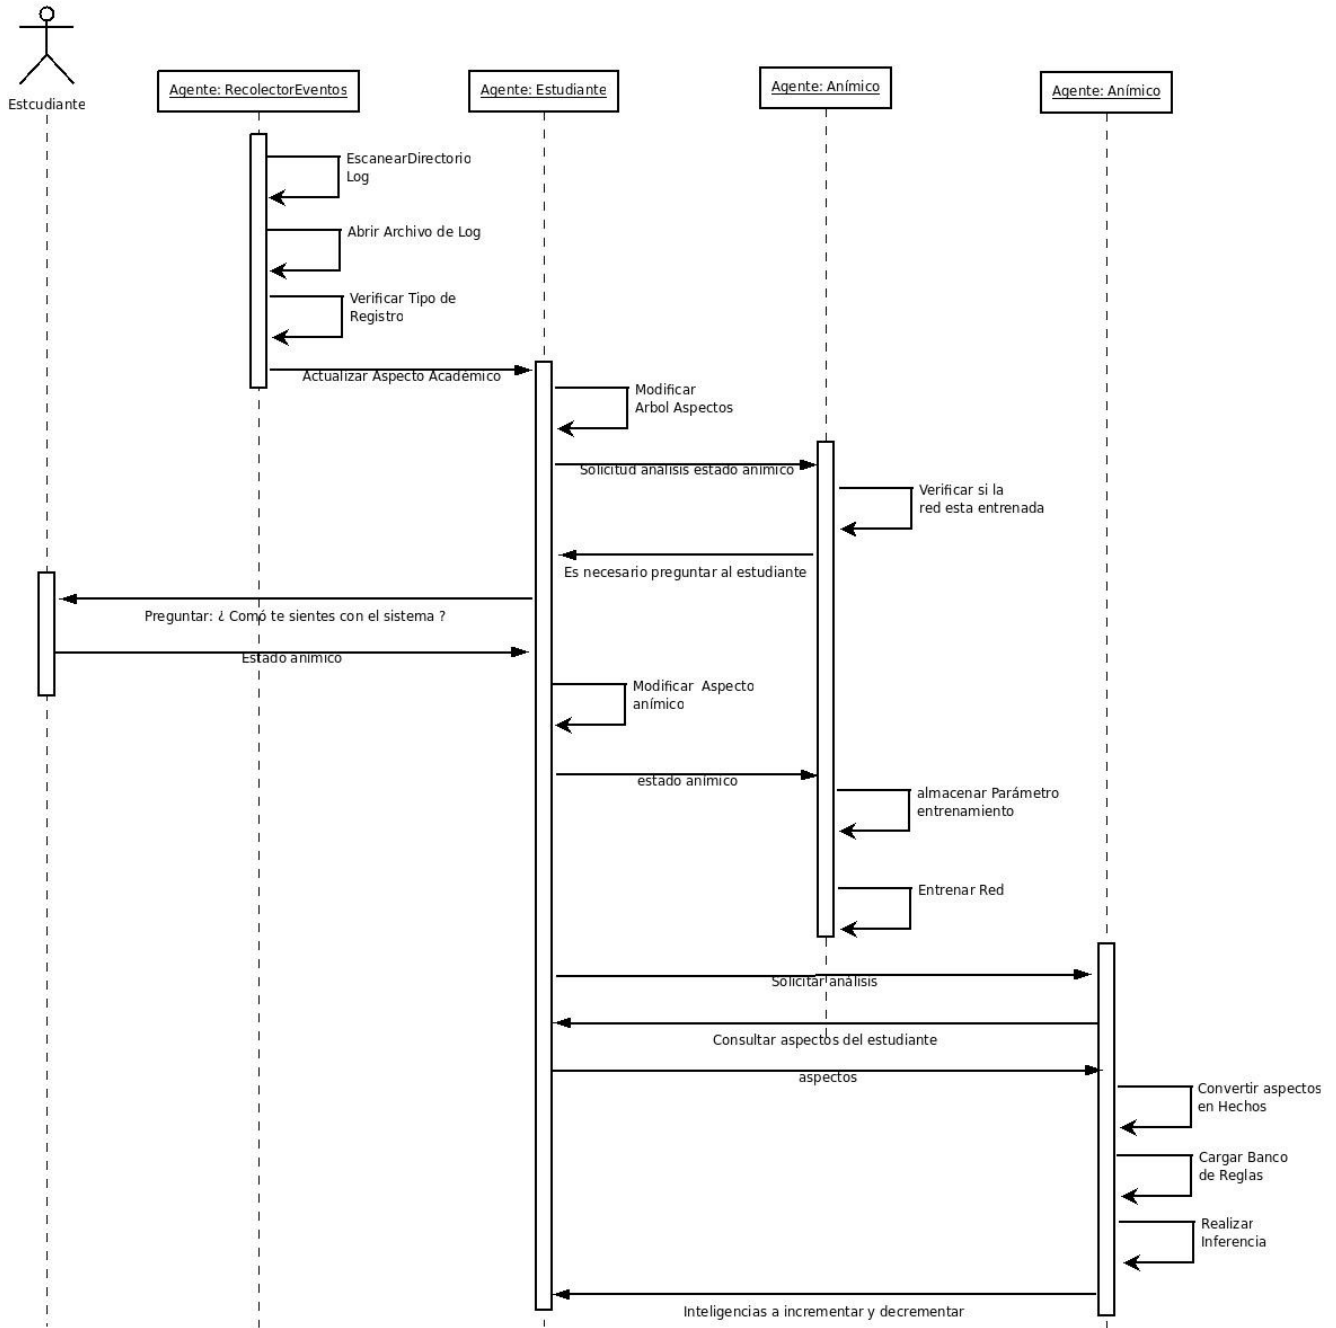 Estcudiante
Agente: RecolectorEventos
Agente: Estudiante
Agente: Anímico
Agente: Anímico
EscanearDirectorio
Log
Abrir Archivo de Log
Verificar Tipo de
Registro
Actualizar Aspecto Académico
Modificar
Arbol Aspectos
Solicitud análisis estado anímico
Verificar si la
red esta entrenada
Es necesario preguntar al estudiante
Preguntar: ¿ Comó te sientes con el sistema ?
Estado anímico
Modificar  Aspecto
anímico
estado anímico
almacenar Parámetro
entrenamiento
Entrenar Red
Solicitar análisis
Consultar aspectos del estudiante
aspectos
Convertir aspectos
en Hechos
Cargar Banco
de Reglas
Realizar
Inferencia
Inteligencias a incrementar y decrementar